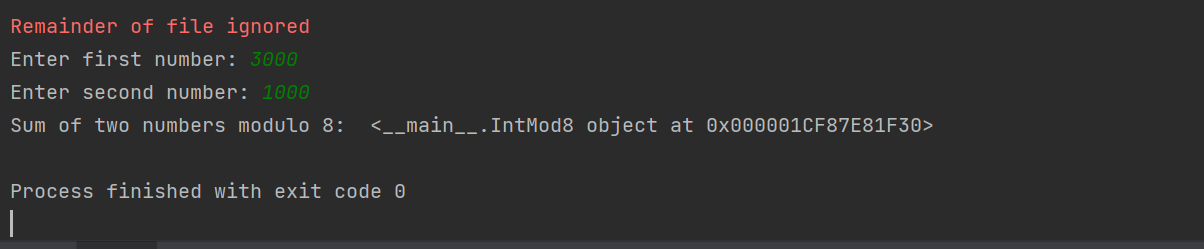 Remainder of file ignored
Enter first number: 3000
Enter second number: 1000
Sum of two numbers modulo 8:  <__main__.IntMod8 object at 0x000001CF87E81F30>
Process finished with exit code 0